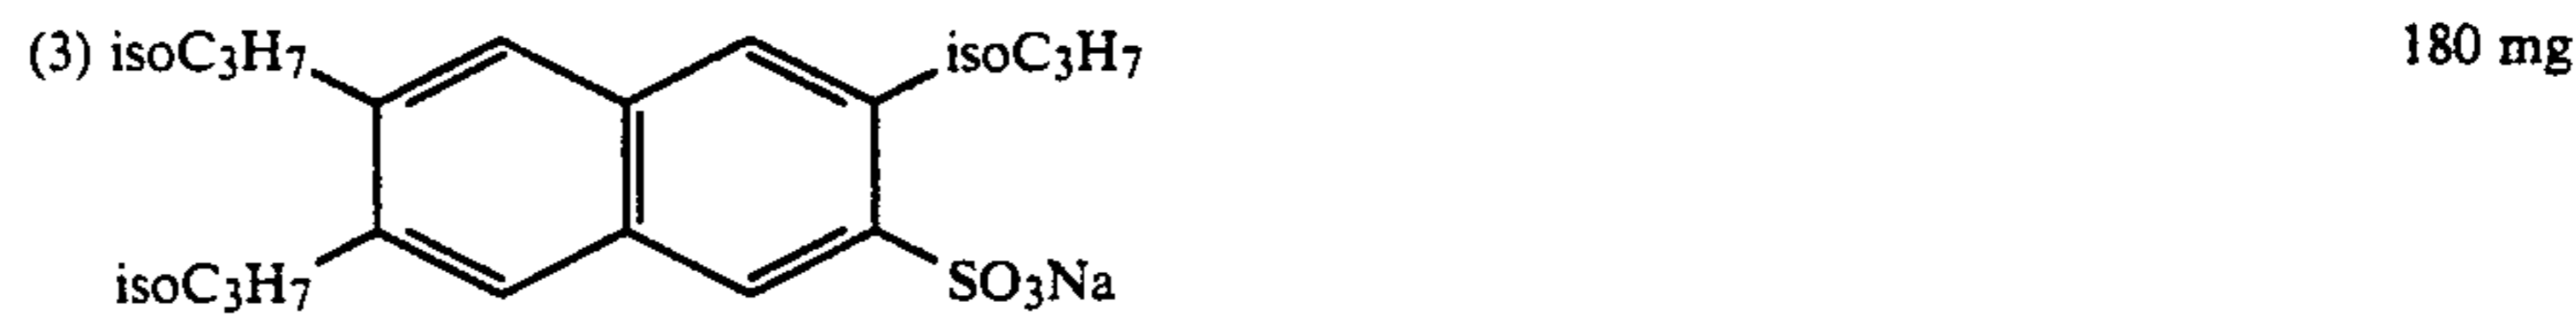 (3) isoC₃H₇ isoC₃H₇ 180 mg
isoC₃H₇ SO₃Na